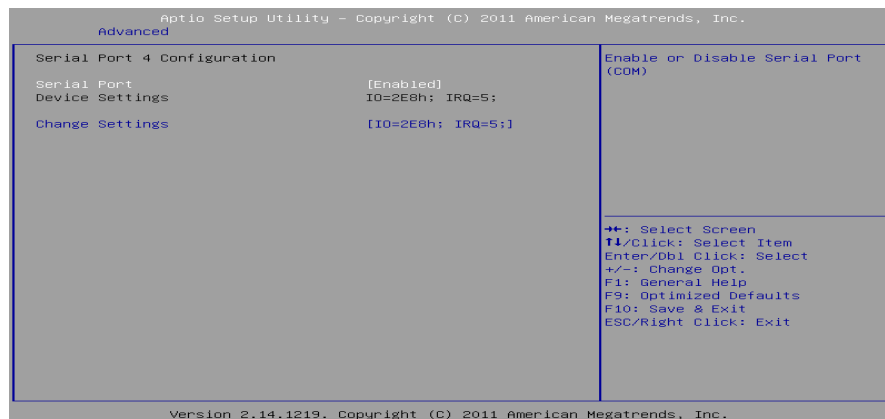 Aptio Setup Utility – Copyright (C) 2011 American Megatrends, Inc.
Advanced
Serial Port 4 Configuration
Serial Port [Enabled]
Device Settings IO=2E8h; IRQ=5;
Change Settings [IO=2E8h; IRQ=5;]
Enable or Disable Serial Port
(COM)
→←: Select Screen
↑↓/Click: Select Item
Enter/Dbl Click: Select
+/-: Change Opt.
F1: General Help
F9: Optimized Defaults
F10: Save & Exit
ESC/Right Click: Exit
Version 2.14.1219. Copyright (C) 2011 American Megatrends, Inc.